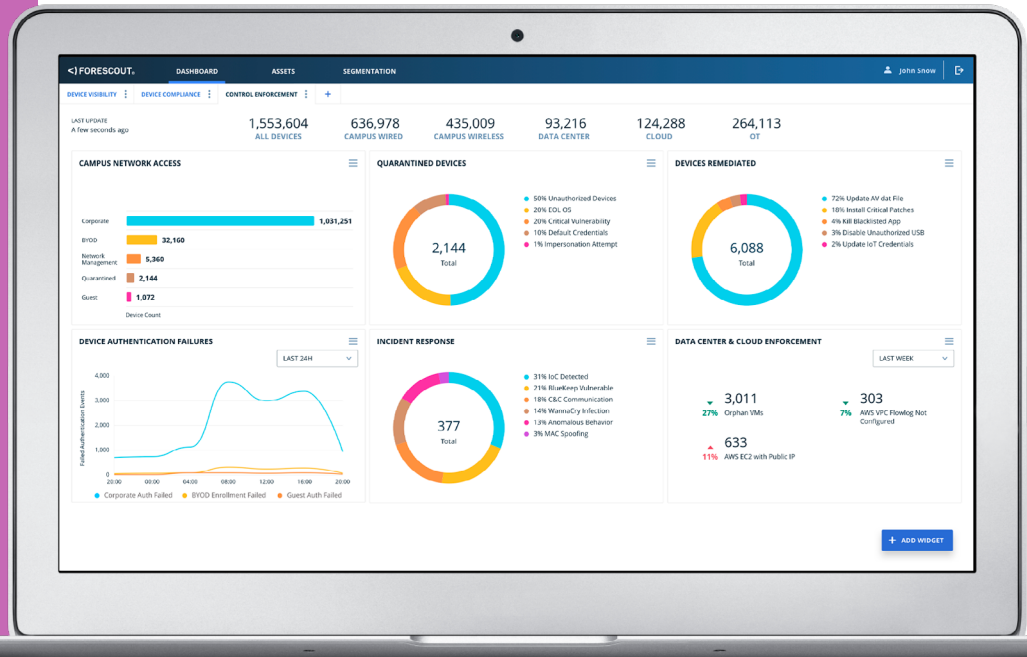 <) FORESCOUT. DASHBOARD ASSETS SEGMENTATION John Snow
DEVICE VISIBILITY DEVICE COMPLIANCE CONTROL ENFORCEMENT +
LAST UPDATE
A few seconds ago
1,553,604
ALL DEVICES
636,978
CAMPUS WIRED
435,009
CAMPUS WIRELESS
93,216
DATA CENTER
124,288
CLOUD
264,113
OT
CAMPUS NETWORK ACCESS
Corporate 1,031,251
BYOD 32,160
Network
Management 5,360
Quarantined 2,144
Guest 1,072
Device Count
QUARANTINED DEVICES
2,144
Total
50% Unauthorized Devices
20% EOL OS
20% Critical Vulnerability
10% Default Credentials
1% Impersonation Attempt
DEVICES REMEDIATED
6,088
Total
72% Update AV dat File
18% Install Critical Patches
4% Kill Blacklisted App
3% Disable Unauthorized USB
2% Update IoT Credentials
DEVICE AUTHENTICATION FAILURES
LAST 24H
Failed Authentication Events
4,000
3,000
2,000
1,000
0
20:00 00:00 04:00 08:00 12:00 16:00 20:00
Corporate Auth Failed BYOD Enrollment Failed Guest Auth Failed
INCIDENT RESPONSE
377
Total
31% IoC Detected
21% BlueKeep Vulnerable
18% C&C Communication
14% WannaCry Infection
13% Anomalous Behavior
3% MAC Spoofing
DATA CENTER & CLOUD ENFORCEMENT
LAST WEEK
3,011
27% Orphan VMs
303
7% AWS VPC Flowlog Not
Configured
633
11% AWS EC2 with Public IP
+ ADD WIDGET